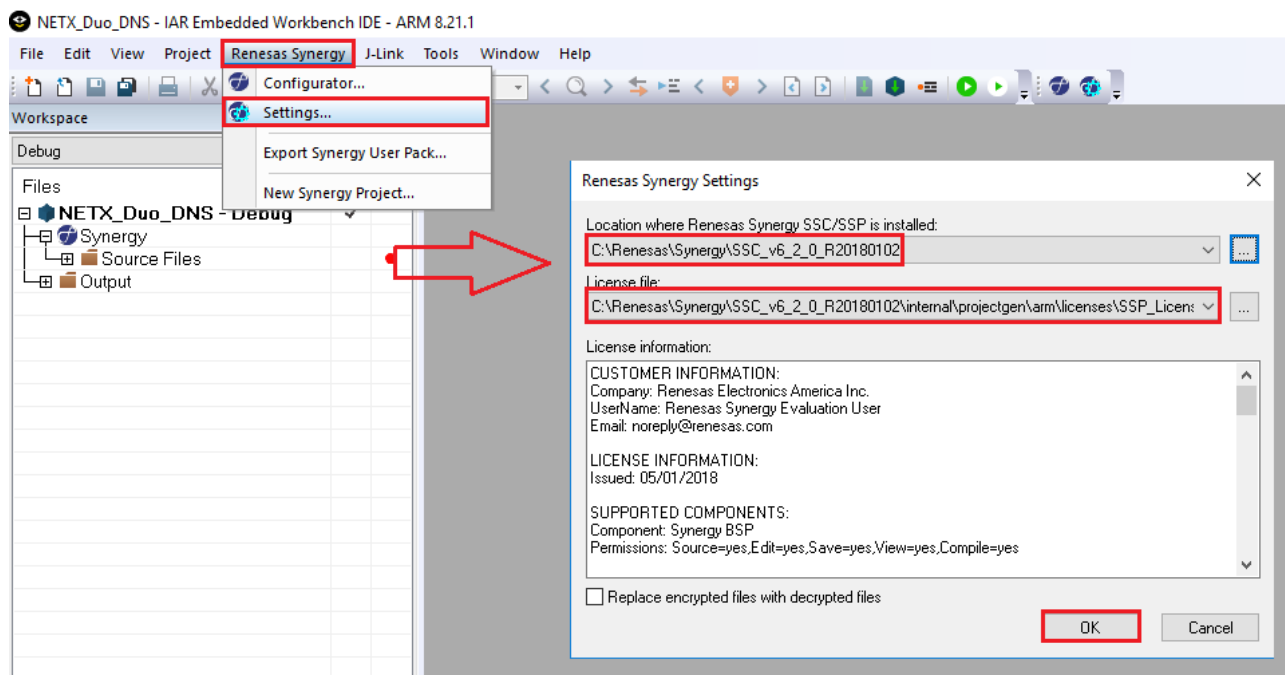 NETX_Duo_DNS - IAR Embedded Workbench IDE - ARM 8.21.1
File Edit View Project Renesas Synergy J-Link Tools Window Help
Configurator...
Settings...
Export Synergy User Pack...
New Synergy Project...
Workspace
Debug
Files
NETX_Duo_DNS - Debug
Synergy
Source Files
Output
Renesas Synergy Settings
Location where Renesas Synergy SSC/SSP is installed:
C:\Renesas\Synergy\SSC_v6_2_0_R20180102
...
License file:
C:\Renesas\Synergy\SSC_v6_2_0_R20180102\internal\projectgen\arm\licenses\SSP_Licens
...
License information:
CUSTOMER INFORMATION:
Company: Renesas Electronics America Inc.
UserName: Renesas Synergy Evaluation User
Email: noreply@renesas.com
LICENSE INFORMATION:
Issued: 05/01/2018
SUPPORTED COMPONENTS:
Component: Synergy BSP
Permissions: Source=yes,Edit=yes,Save=yes,View=yes,Compile=yes
Replace encrypted files with decrypted files
OK Cancel